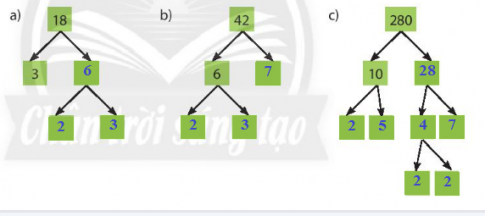 a) 18 b) 42 c) 280
3 6 6 7 10 28
2 3 2 3 2 5 4 7
Chân trời sáng tạo
2 2